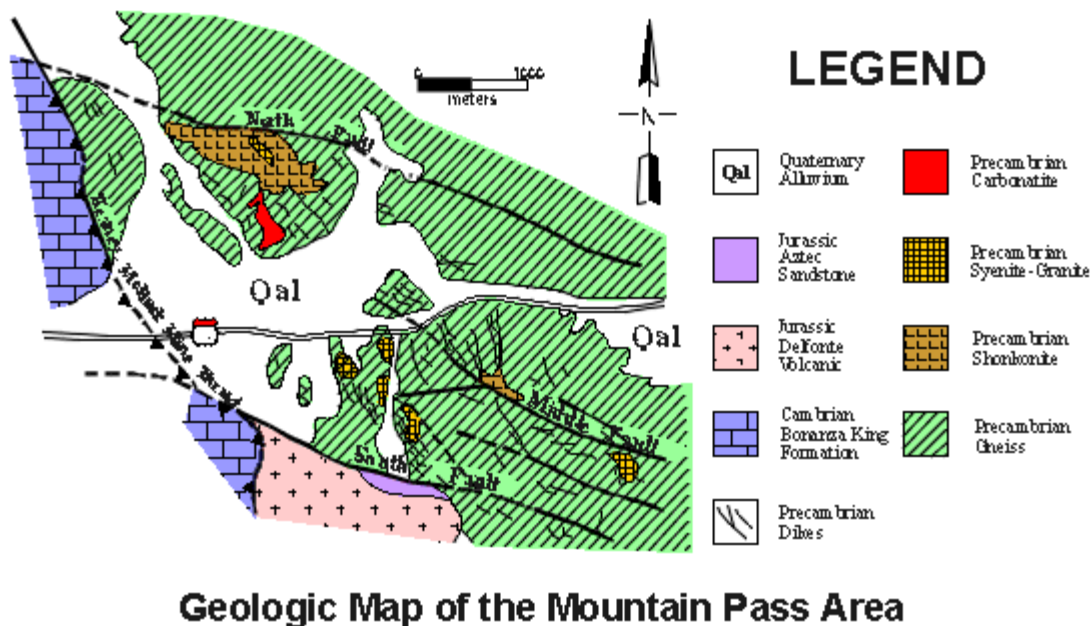 0 1000
meters
N
North
Fault
Qal
Qal
Middle
Fault
South
Fault
LEGEND
Qal
Quaternary
Alluvium
Precambrian
Carbonatite
Jurassic
Aztec
Sandstone
Precambrian
Syenite-Granite
Jurassic
Delfonte
Volcanic
Precambrian
Shonkonite
Cambrian
Bonanza King
Formation
Precambrian
Gneiss
Precambrian
Dikes
Geologic Map of the Mountain Pass Area